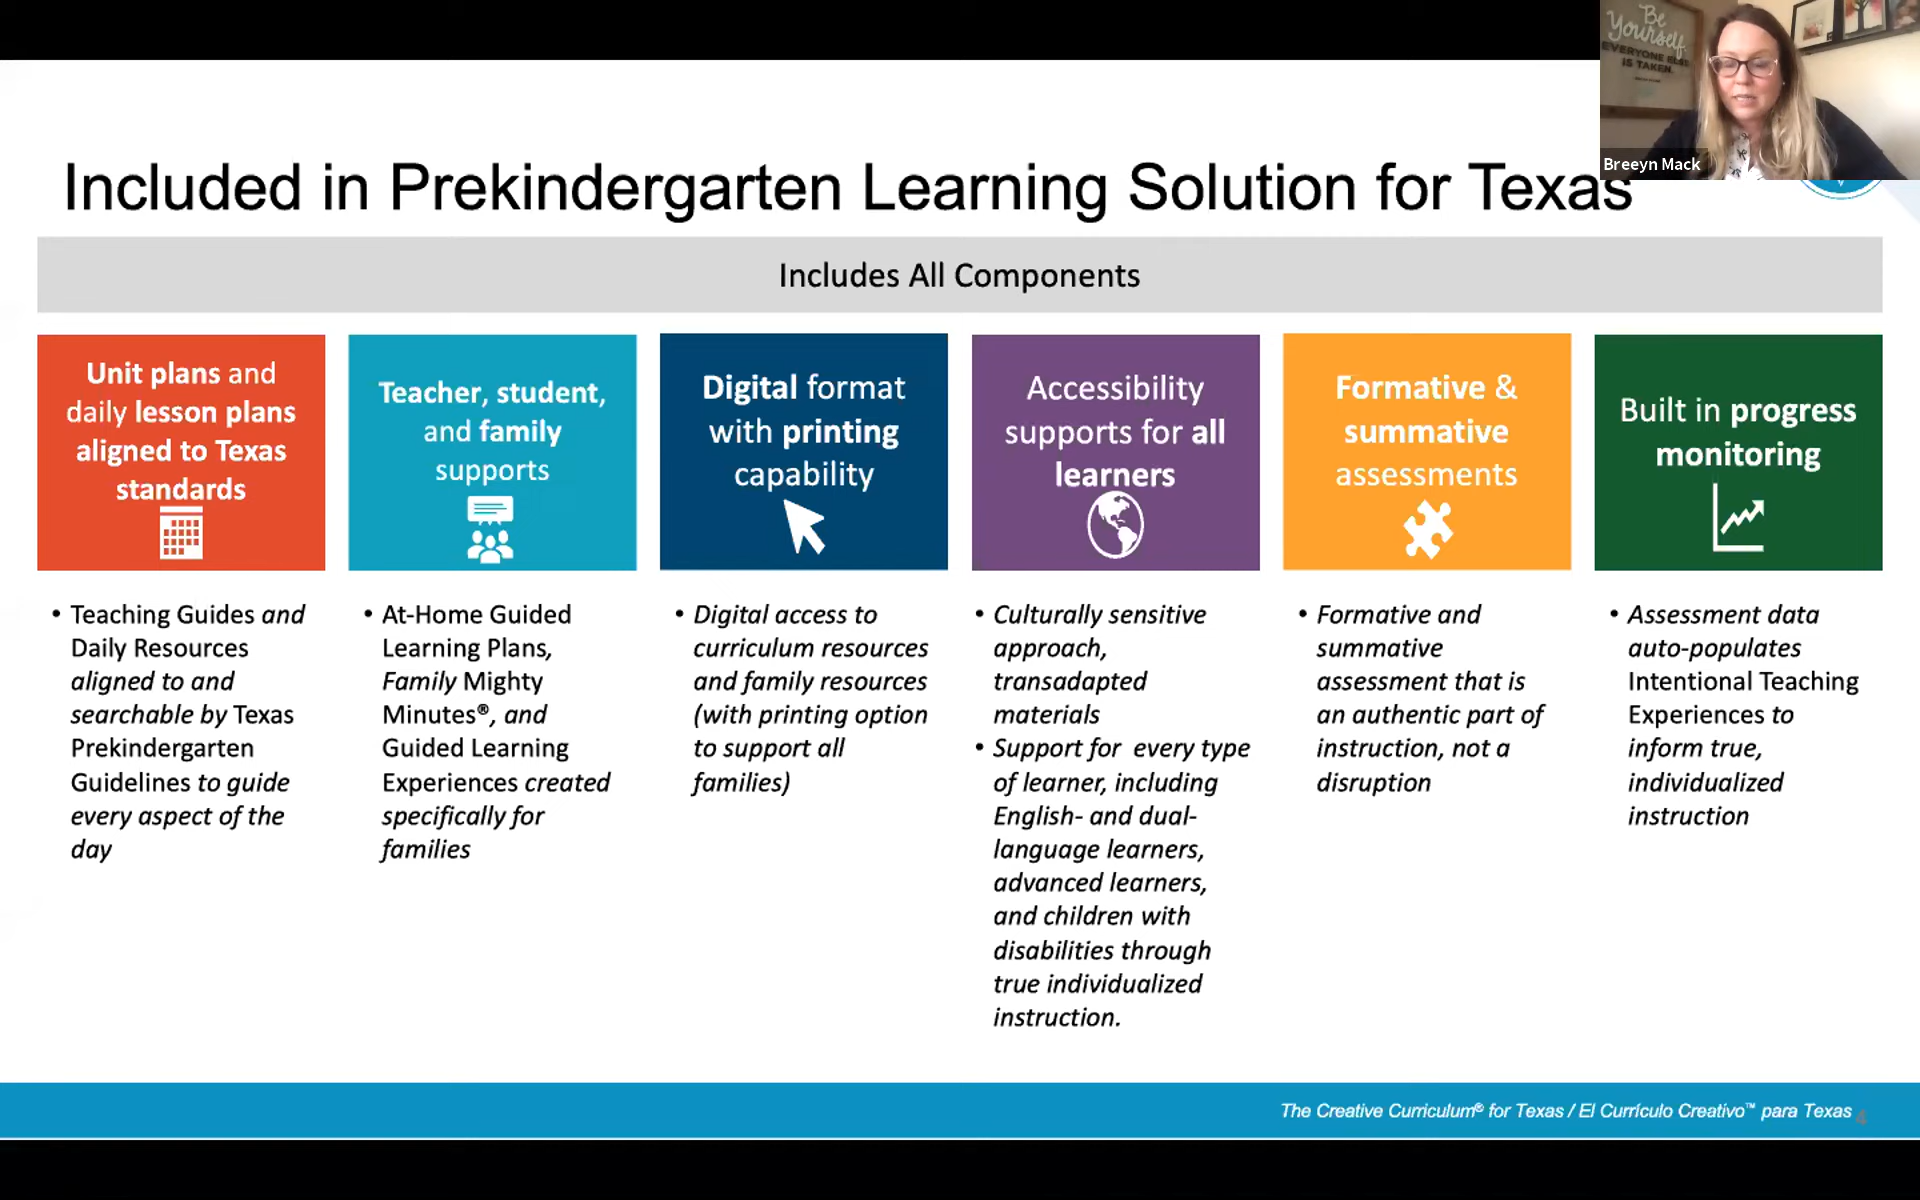 Be
Yourself
EVERYONE ELSE
IS TAKEN.
Breeyn Mack
Included in Prekindergarten Learning Solution for Texas
Includes All Components
Unit plans and
daily lesson plans
aligned to Texas
standards
Teacher, student,
and family
supports
Digital format
with printing
capability
Accessibility
supports for all
learners
Formative &
summative
assessments
Built in progress
monitoring
• Teaching Guides and
Daily Resources
aligned to and
searchable by Texas
Prekindergarten
Guidelines to guide
every aspect of the
day
• At-Home Guided
Learning Plans,
Family Mighty
Minutes®, and
Guided Learning
Experiences created
specifically for
families
• Digital access to
curriculum resources
and family resources
(with printing option
to support all
families)
• Culturally sensitive
approach,
transadapted
materials
• Support for every type
of learner, including
English- and dual-
language learners,
advanced learners,
and children with
disabilities through
true individualized
instruction.
• Formative and
summative
assessment that is
an authentic part of
instruction, not a
disruption
• Assessment data
auto-populates
Intentional Teaching
Experiences to
inform true,
individualized
instruction
The Creative Curriculum® for Texas / El Currículo Creativo™ para Texas
4